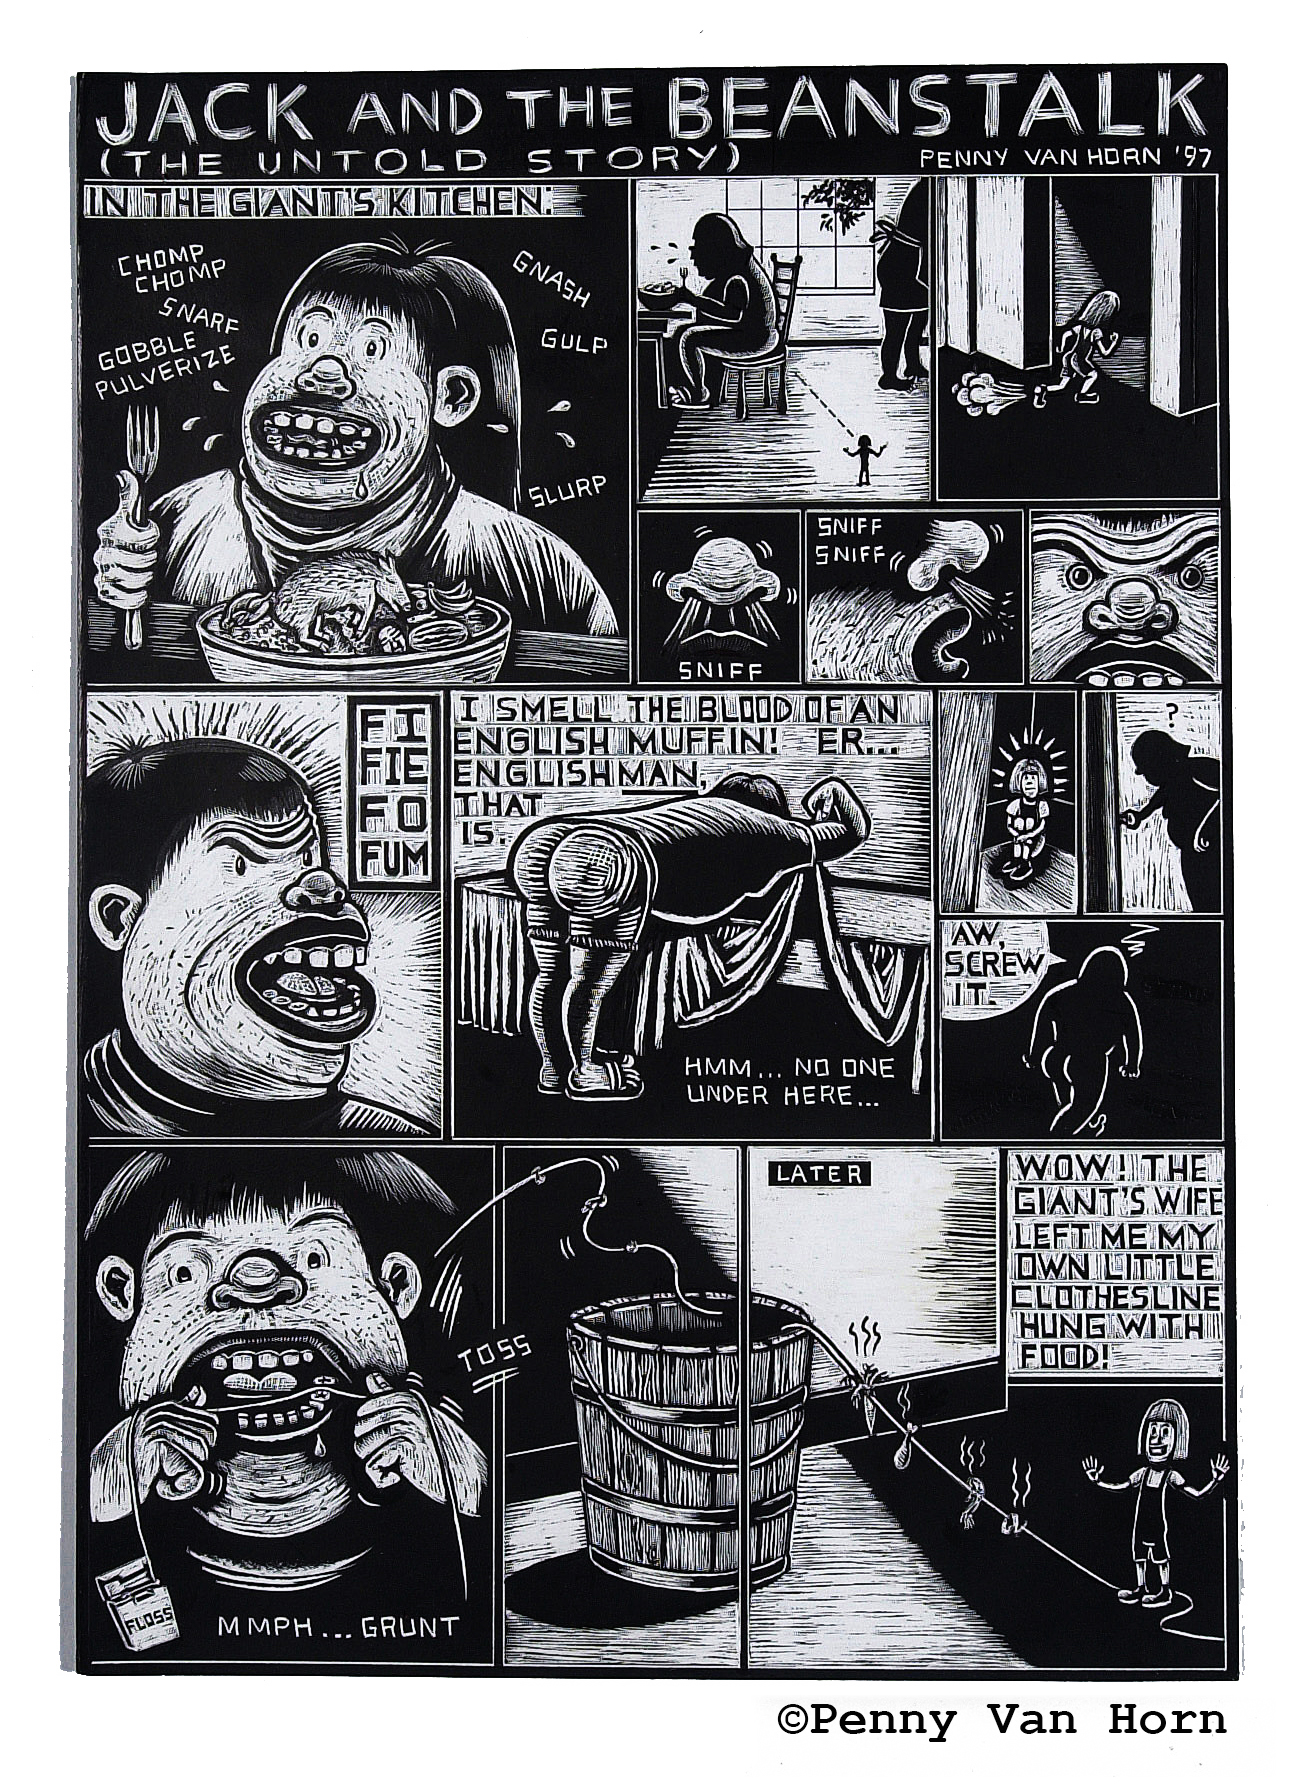 JACK AND THE BEANSTALK
(THE UNTOLD STORY)
PENNY VAN HORN '97
IN THE GIANT'S KITCHEN:
CHOMP
CHOMP
SNARF
GOBBLE
PULVERIZE
GNASH
GULP
SLURP
SNIFF
SNIFF
SNIFF
FI
FIE
FO
FUM
I SMELL THE BLOOD OF AN
ENGLISH MUFFIN! ER...
ENGLISHMAN,
THAT
IS.
HMM... NO ONE
UNDER HERE...
?
AW,
SCREW
IT.
MMPH... GRUNT
FLOSS
TOSS
LATER
WOW! THE
GIANT'S WIFE
LEFT ME MY
OWN LITTLE
CLOTHESLINE
HUNG WITH
FOOD!
©Penny Van Horn